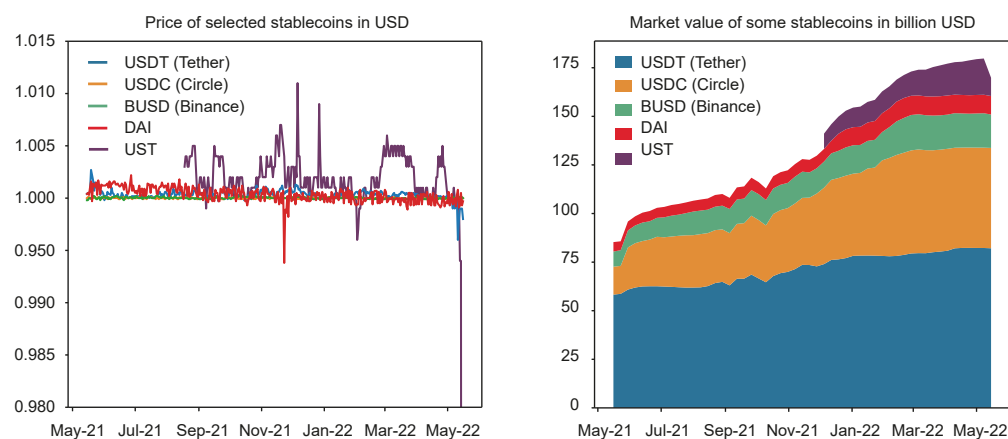 Price of selected stablecoins in USD
1.015
1.010
1.005
1.000
0.995
0.990
0.985
0.980
USDT (Tether)
USDC (Circle)
BUSD (Binance)
DAI
UST
May-21 Jul-21 Sep-21 Nov-21 Jan-22 Mar-22 May-22
Market value of some stablecoins in billion USD
175
150
125
100
75
50
25
0
USDT (Tether)
USDC (Circle)
BUSD (Binance)
DAI
UST
May-21 Jul-21 Sep-21 Nov-21 Jan-22 Mar-22 May-22